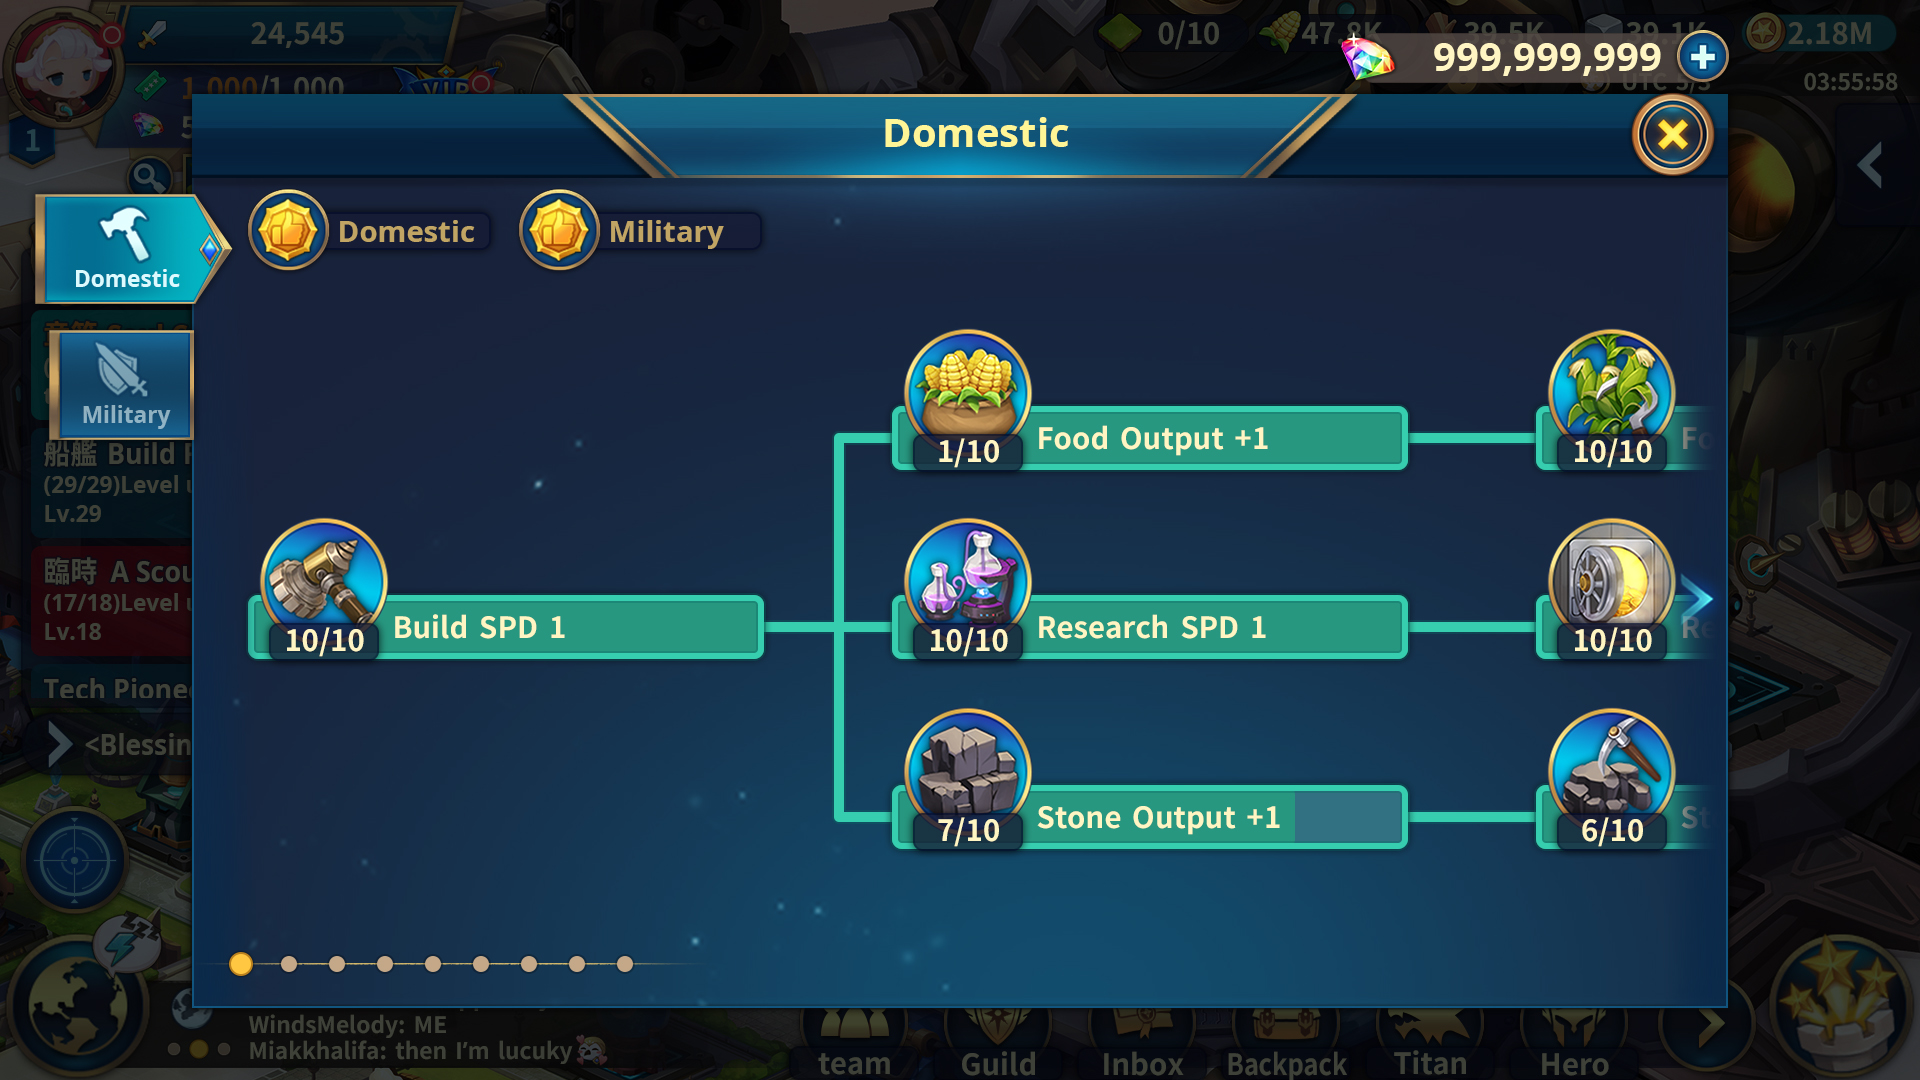 24,545
0/10
47.8K
39.5K
39.1K
2.18M
999,999,999
1,000/1,000
VIP
UTC 5/3
03:55:58
1
Domestic
Domestic
Military
Domestic
Military
Food Output +1
1/10
10/10
船艦 Build
(29/29)Level
Lv.29
Build SPD 1
10/10
Research SPD 1
10/10
10/10
臨時 A Scou
(17/18)Level
Lv.18
Tech Pione
<Blessin
Stone Output +1
7/10
6/10
WindsMelody: ME
Miakkhalifa: then I'm lucuky
team
Guild
Inbox
Backpack
Titan
Hero